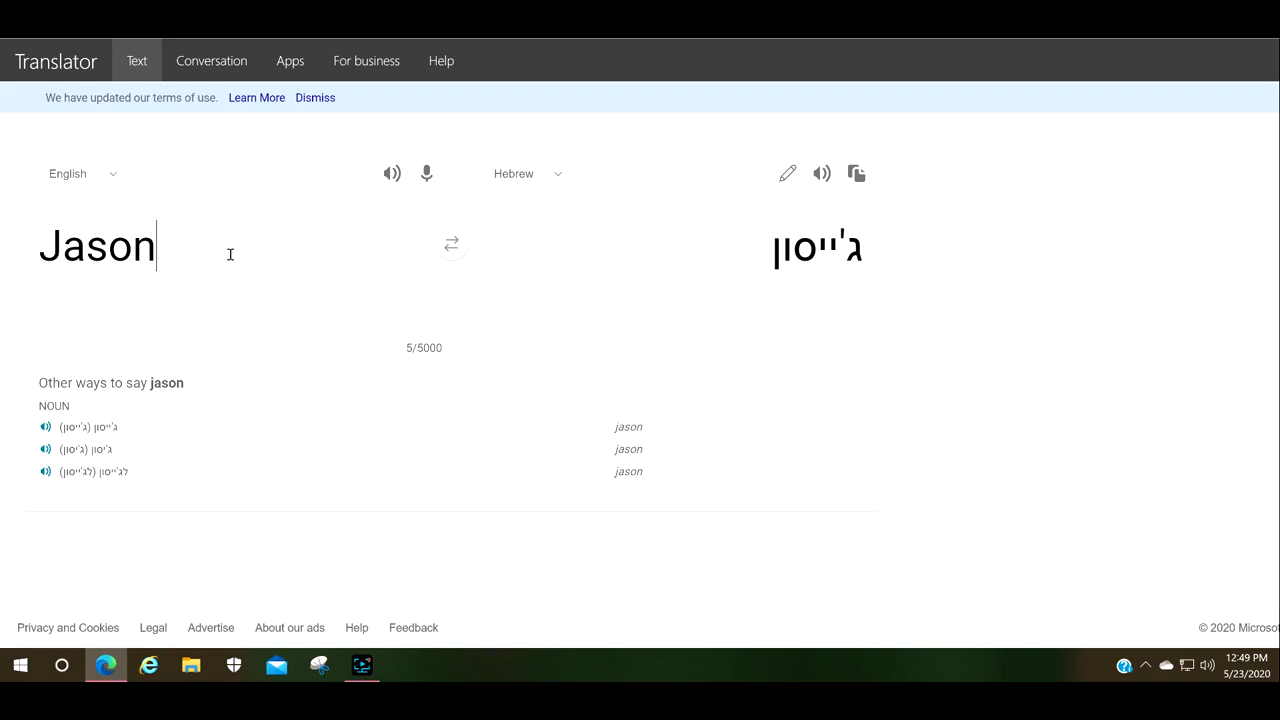 Translator Text Conversation Apps For business Help
We have updated our terms of use. Learn More Dismiss
English Hebrew
Jason ג'ייסון
5/5000
Other ways to say jason
NOUN
ג'ייסון (ג'ייסון) jason
ג'יסון (ג'יסון) jason
לג'ייסון (לג'ייסון) jason
Privacy and Cookies Legal Advertise About our ads Help Feedback © 2020 Microsof
12:49 PM
5/23/2020